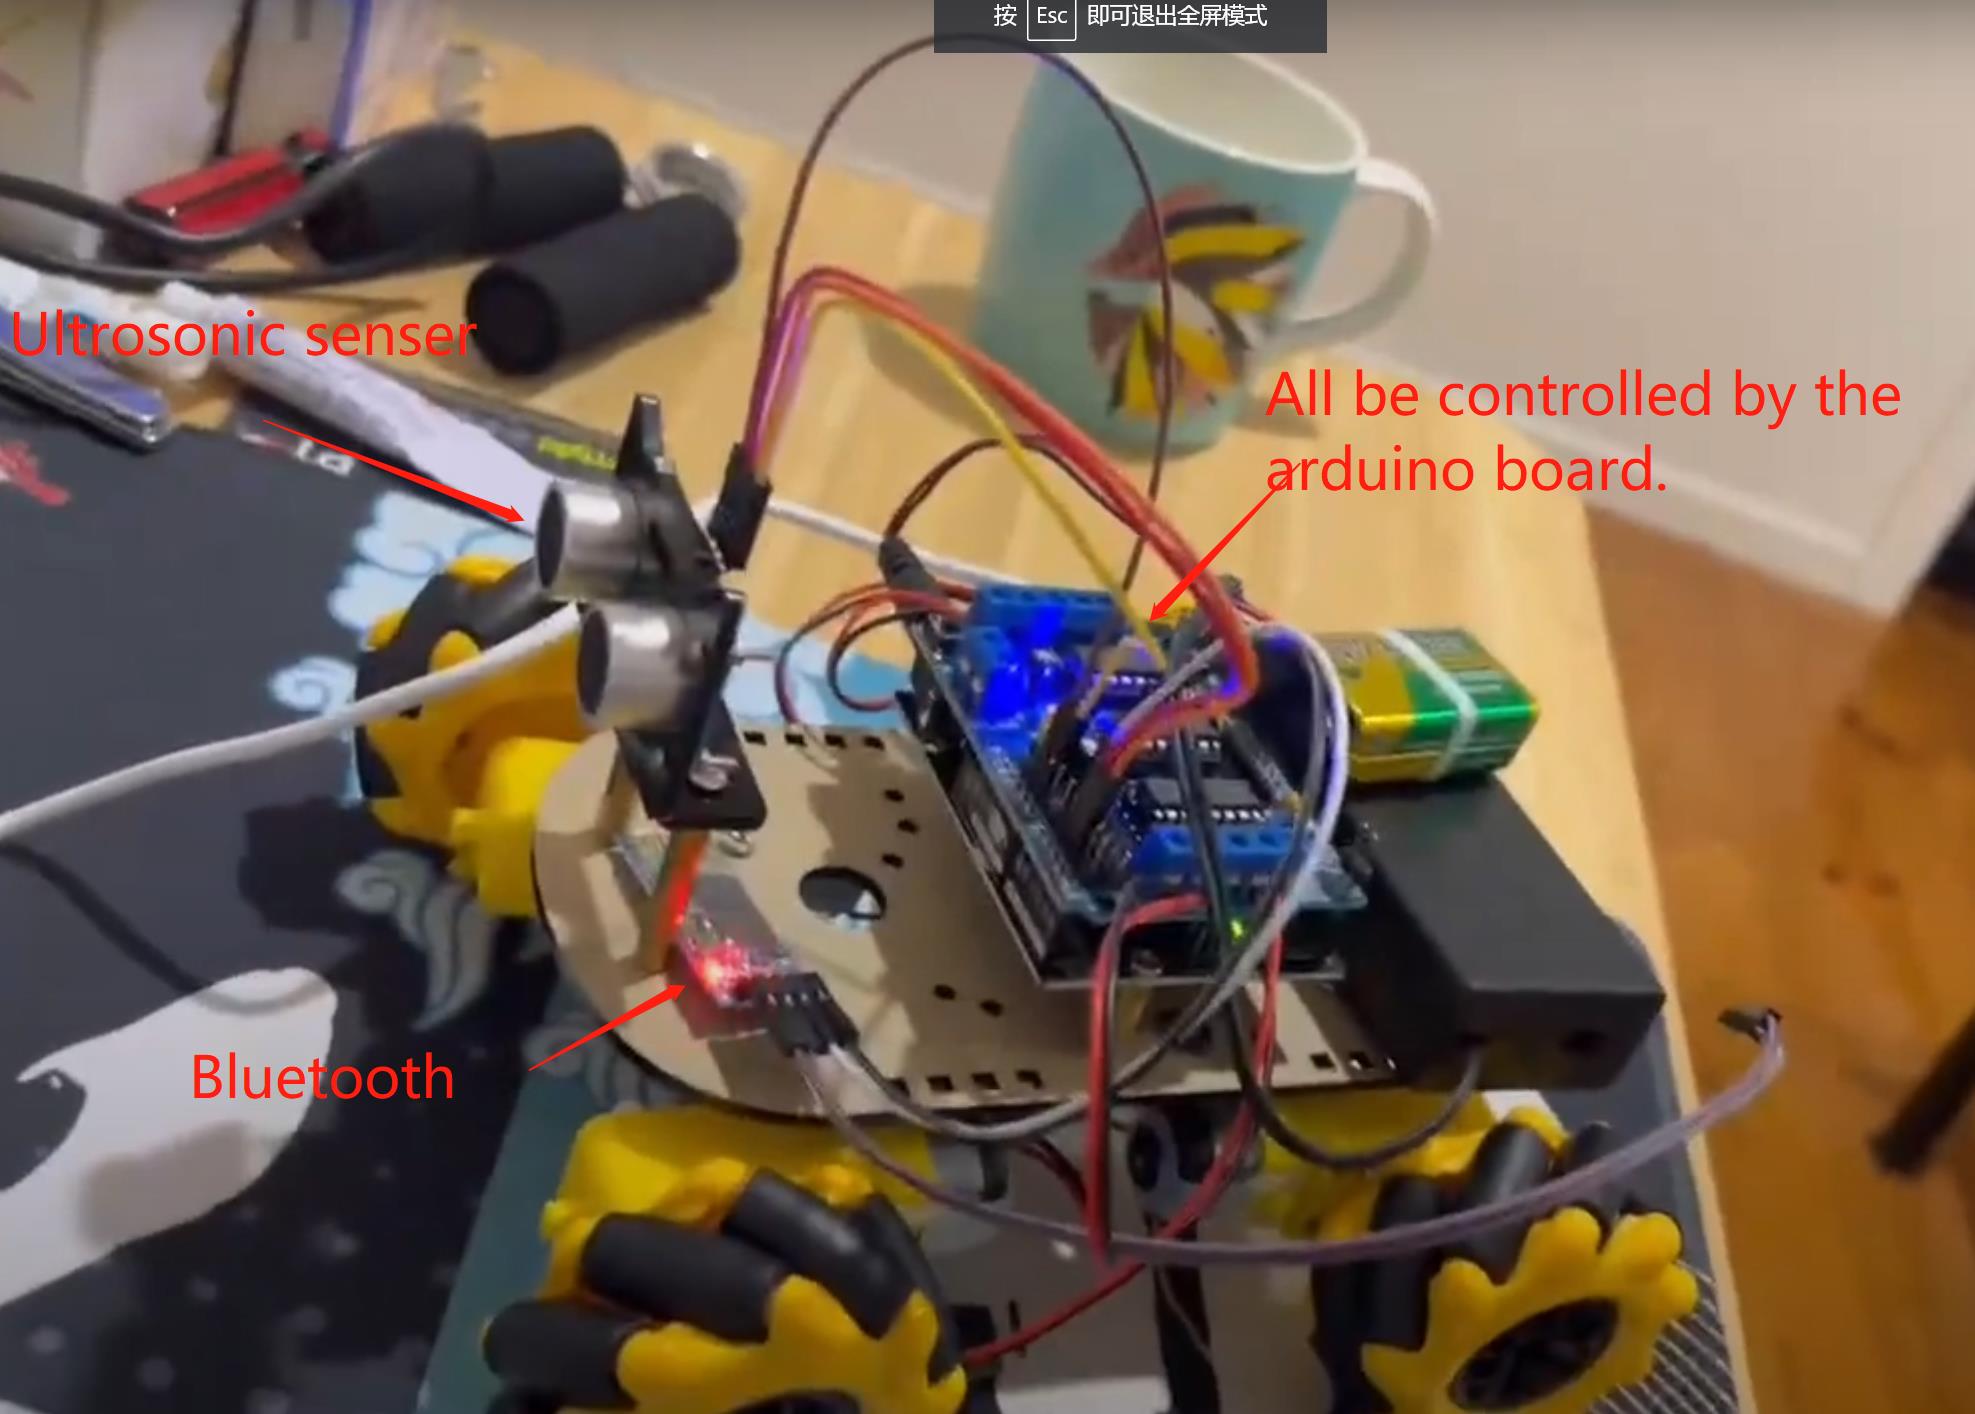 按 Esc 即可退出全屏模式
Ultrosonic senser
All be controlled by the
arduino board.
Bluetooth